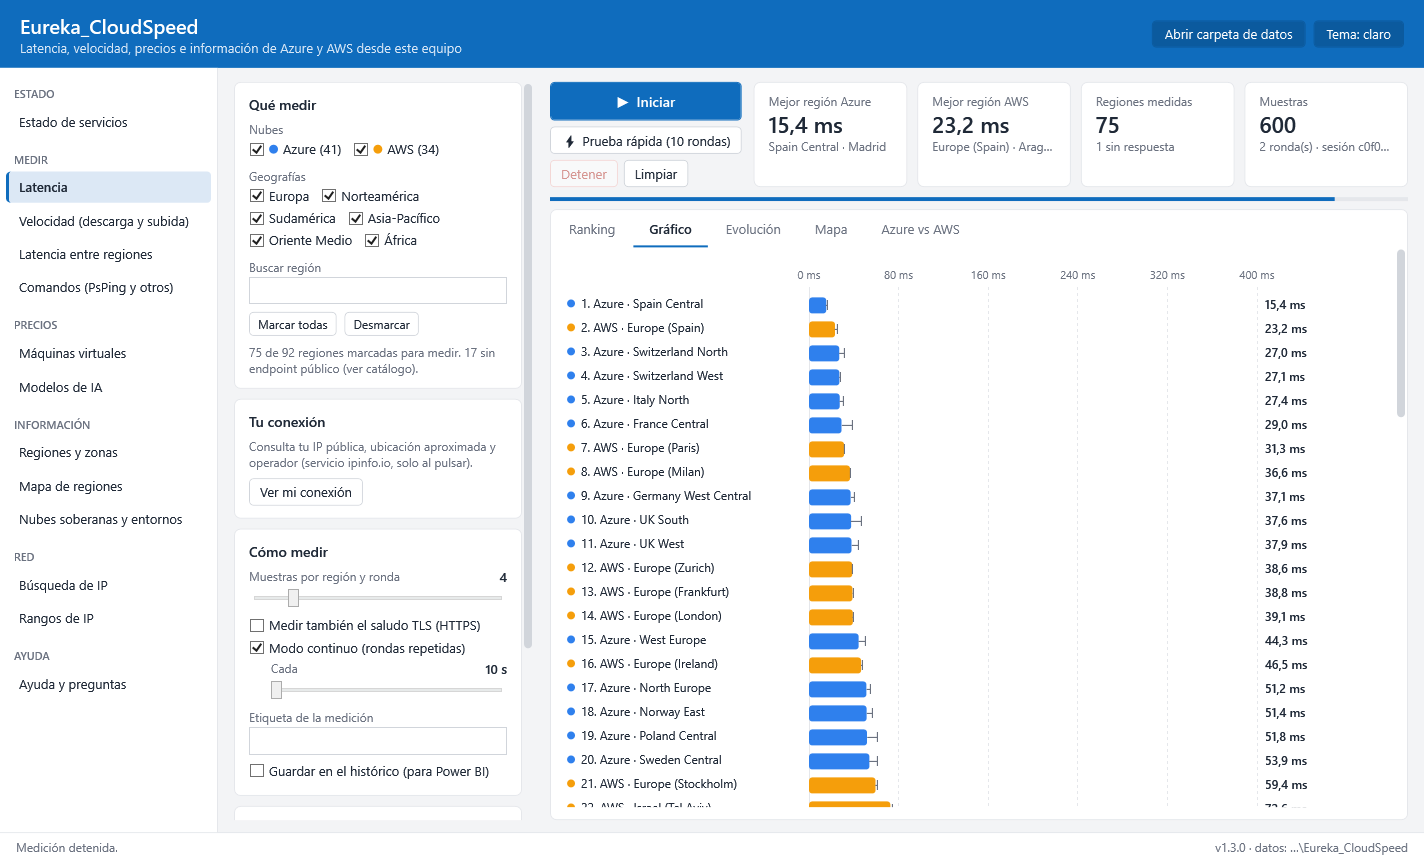 Eureka_CloudSpeed
Latencia, velocidad, precios e información de Azure y AWS desde este equipo
Abrir carpeta de datos
Tema: claro
ESTADO
Estado de servicios
MEDIR
Latencia
Velocidad (descarga y subida)
Latencia entre regiones
Comandos (PsPing y otros)
PRECIOS
Máquinas virtuales
Modelos de IA
INFORMACIÓN
Regiones y zonas
Mapa de regiones
Nubes soberanas y entornos
RED
Búsqueda de IP
Rangos de IP
AYUDA
Ayuda y preguntas
Qué medir
Nubes
Azure (41) AWS (34)
Geografías
Europa Norteamérica
Sudamérica Asia-Pacífico
Oriente Medio África
Buscar región
Marcar todas Desmarcar
75 de 92 regiones marcadas para medir. 17 sin
endpoint público (ver catálogo).
Tu conexión
Consulta tu IP pública, ubicación aproximada y
operador (servicio ipinfo.io, solo al pulsar).
Ver mi conexión
Cómo medir
Muestras por región y ronda 4
Medir también el saludo TLS (HTTPS)
Modo continuo (rondas repetidas)
Cada 10 s
Etiqueta de la medición
Guardar en el histórico (para Power BI)
Iniciar
Prueba rápida (10 rondas)
Detener Limpiar
Mejor región Azure
15,4 ms
Spain Central · Madrid
Mejor región AWS
23,2 ms
Europe (Spain) · Arag...
Regiones medidas
75
1 sin respuesta
Muestras
600
2 ronda(s) · sesión c0f0...
Ranking Gráfico Evolución Mapa Azure vs AWS
0 ms 80 ms 160 ms 240 ms 320 ms 400 ms
1. Azure · Spain Central 15,4 ms
2. AWS · Europe (Spain) 23,2 ms
3. Azure · Switzerland North 27,0 ms
4. Azure · Switzerland West 27,1 ms
5. Azure · Italy North 27,4 ms
6. Azure · France Central 29,0 ms
7. AWS · Europe (Paris) 31,3 ms
8. AWS · Europe (Milan) 36,6 ms
9. Azure · Germany West Central 37,1 ms
10. Azure · UK South 37,6 ms
11. Azure · UK West 37,9 ms
12. AWS · Europe (Zurich) 38,6 ms
13. AWS · Europe (Frankfurt) 38,8 ms
14. AWS · Europe (London) 39,1 ms
15. Azure · West Europe 44,3 ms
16. AWS · Europe (Ireland) 46,5 ms
17. Azure · North Europe 51,2 ms
18. Azure · Norway East 51,4 ms
19. Azure · Poland Central 51,8 ms
20. Azure · Sweden Central 53,9 ms
21. AWS · Europe (Stockholm) 59,4 ms
22. AWS · Israel (Tel Aviv)
Medición detenida.
v1.3.0 · datos: ...\Eureka_CloudSpeed